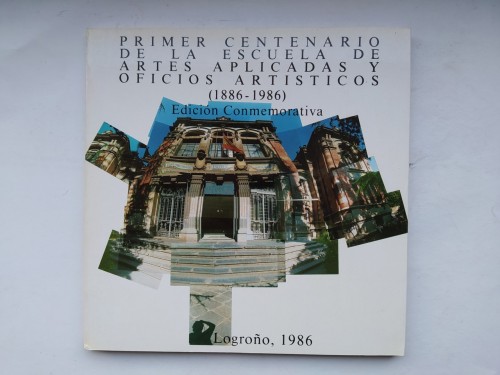 PRIMER CENTENARIO
DE LA ESCUELA DE
ARTES APLICADAS Y
OFICIOS ARTISTICOS
(1886-1986)
Edición Conmemorativa
Logroño, 1986